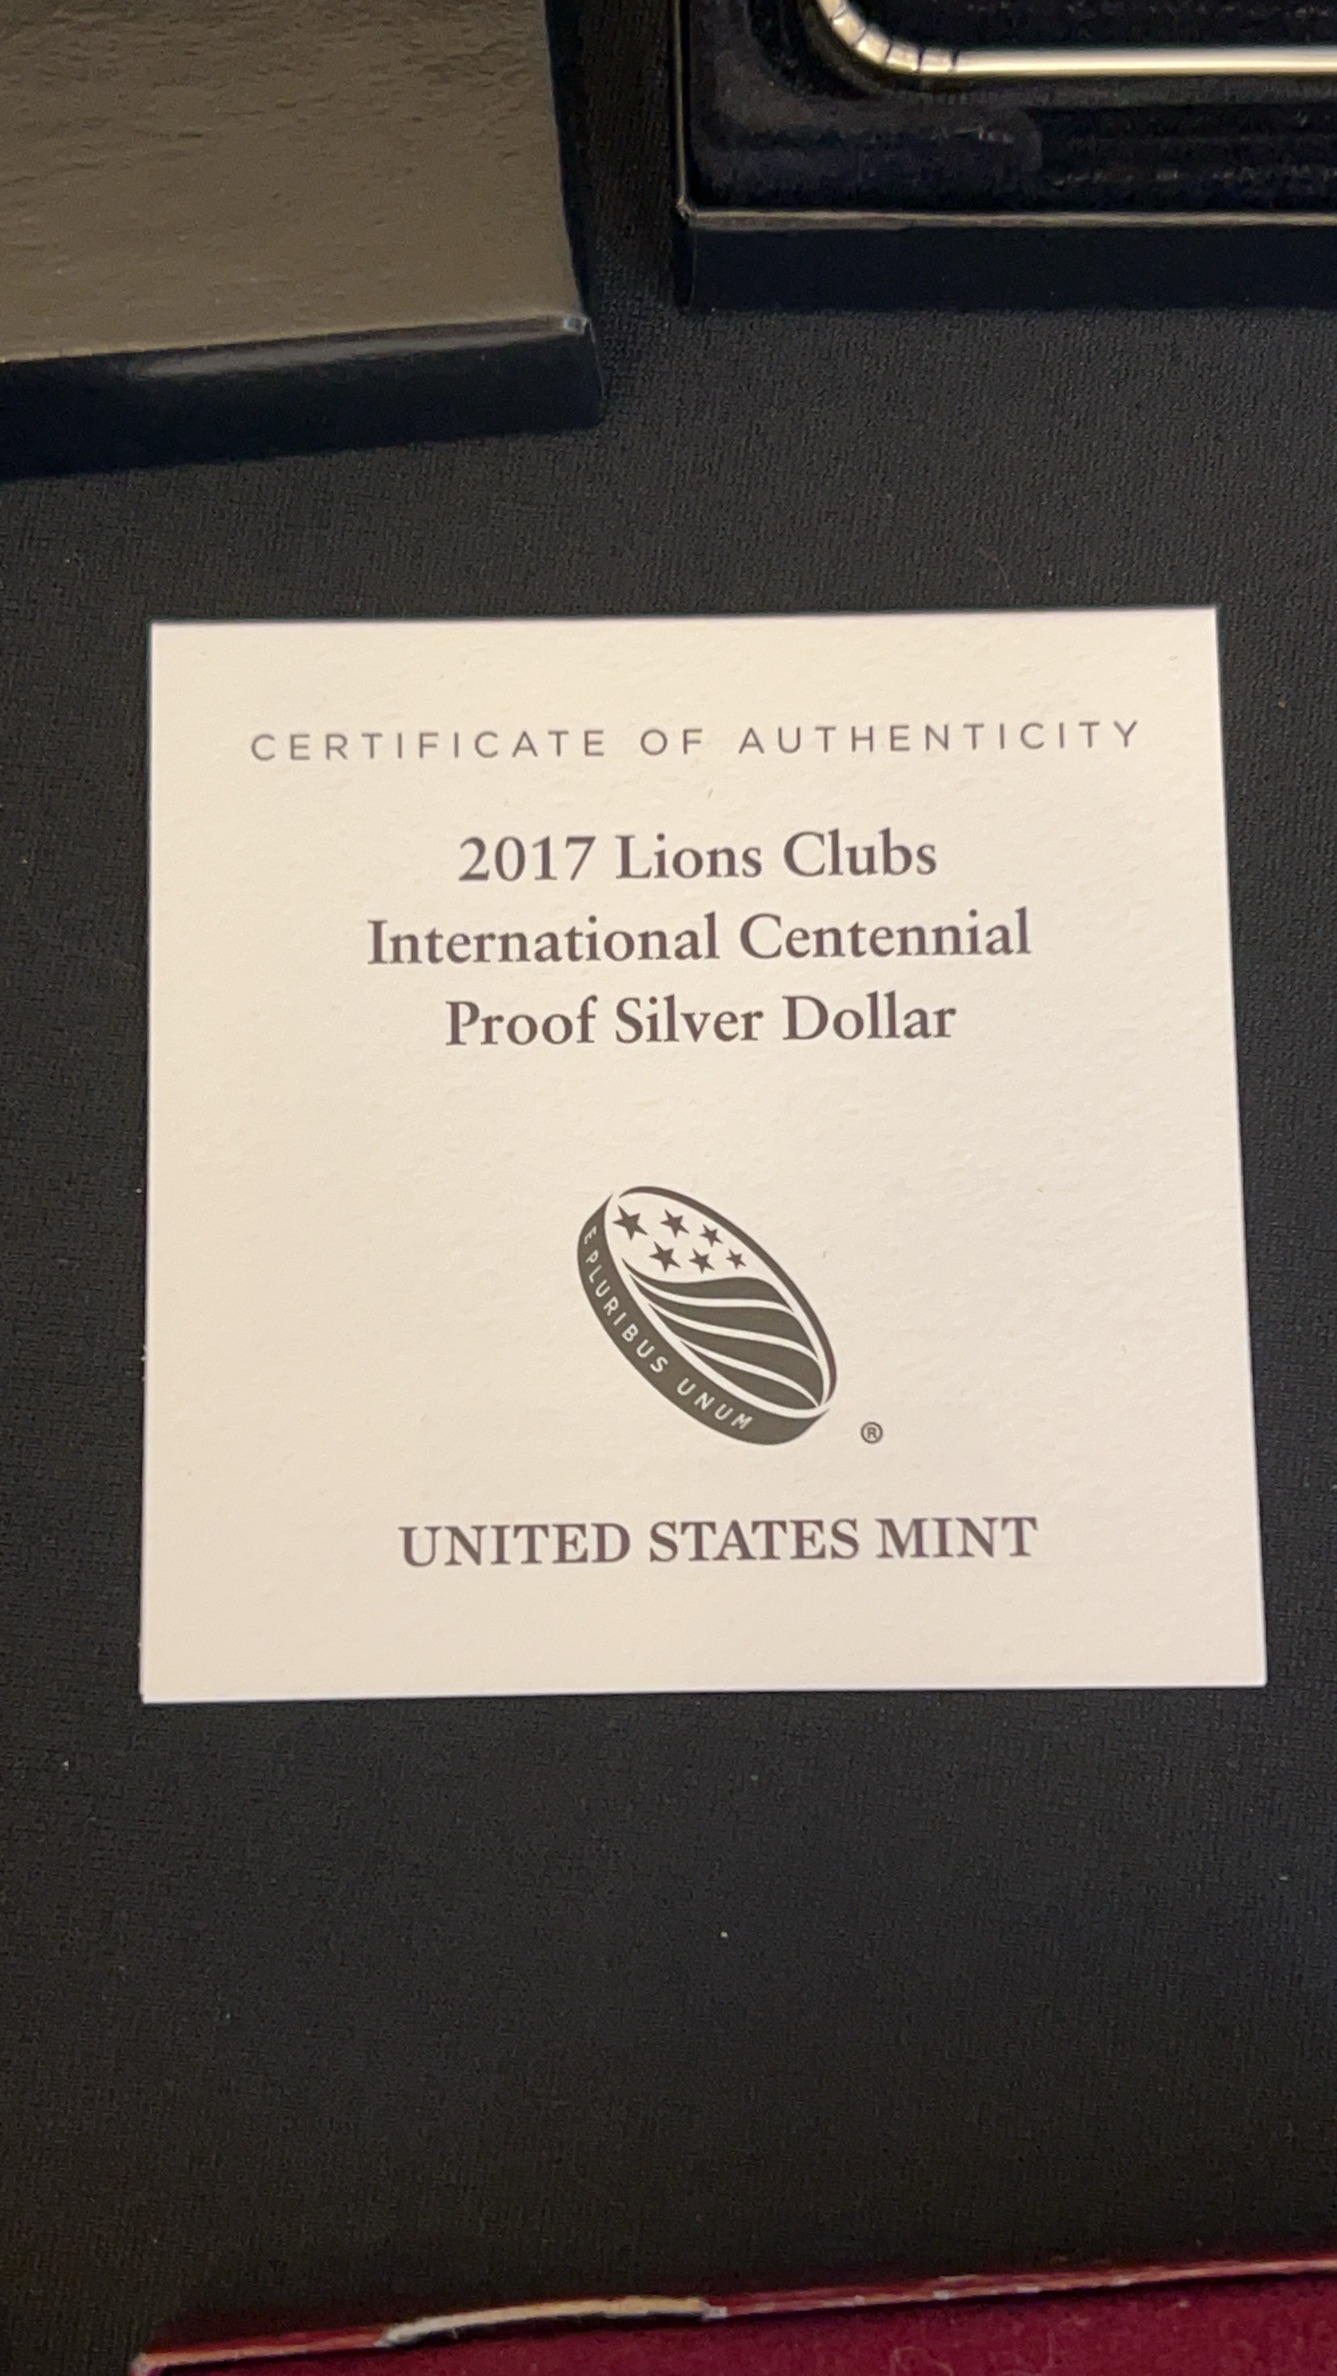 CERTIFICATE OF AUTHENTICITY
2017 Lions Clubs
International Centennial
Proof Silver Dollar
E PLURIBUS UNUM
®
UNITED STATES MINT